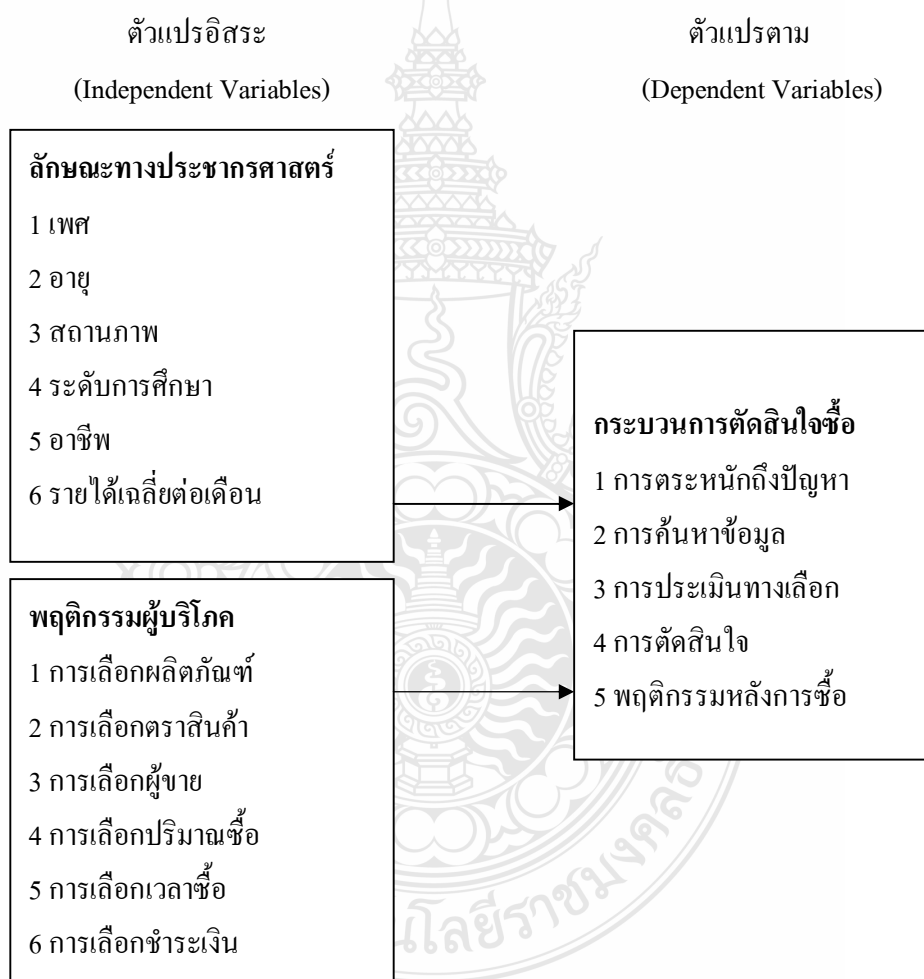 ตัวแปรอิสระ
(Independent Variables)
ตัวแปรตาม
(Dependent Variables)
ลักษณะทางประชากรศาสตร์
1 เพศ
2 อายุ
3 สถานภาพ
4 ระดับการศึกษา
5 อาชีพ
6 รายได้เฉลี่ยต่อเดือน
พฤติกรรมผู้บริโภค
1 การเลือกผลิตภัณฑ์
2 การเลือกตราสินค้า
3 การเลือกผู้ขาย
4 การเลือกปริมาณซื้อ
5 การเลือกเวลาซื้อ
6 การเลือกชำระเงิน
กระบวนการตัดสินใจซื้อ
1 การตระหนักถึงปัญหา
2 การค้นหาข้อมูล
3 การประเมินทางเลือก
4 การตัดสินใจ
5 พฤติกรรมหลังการซื้อ